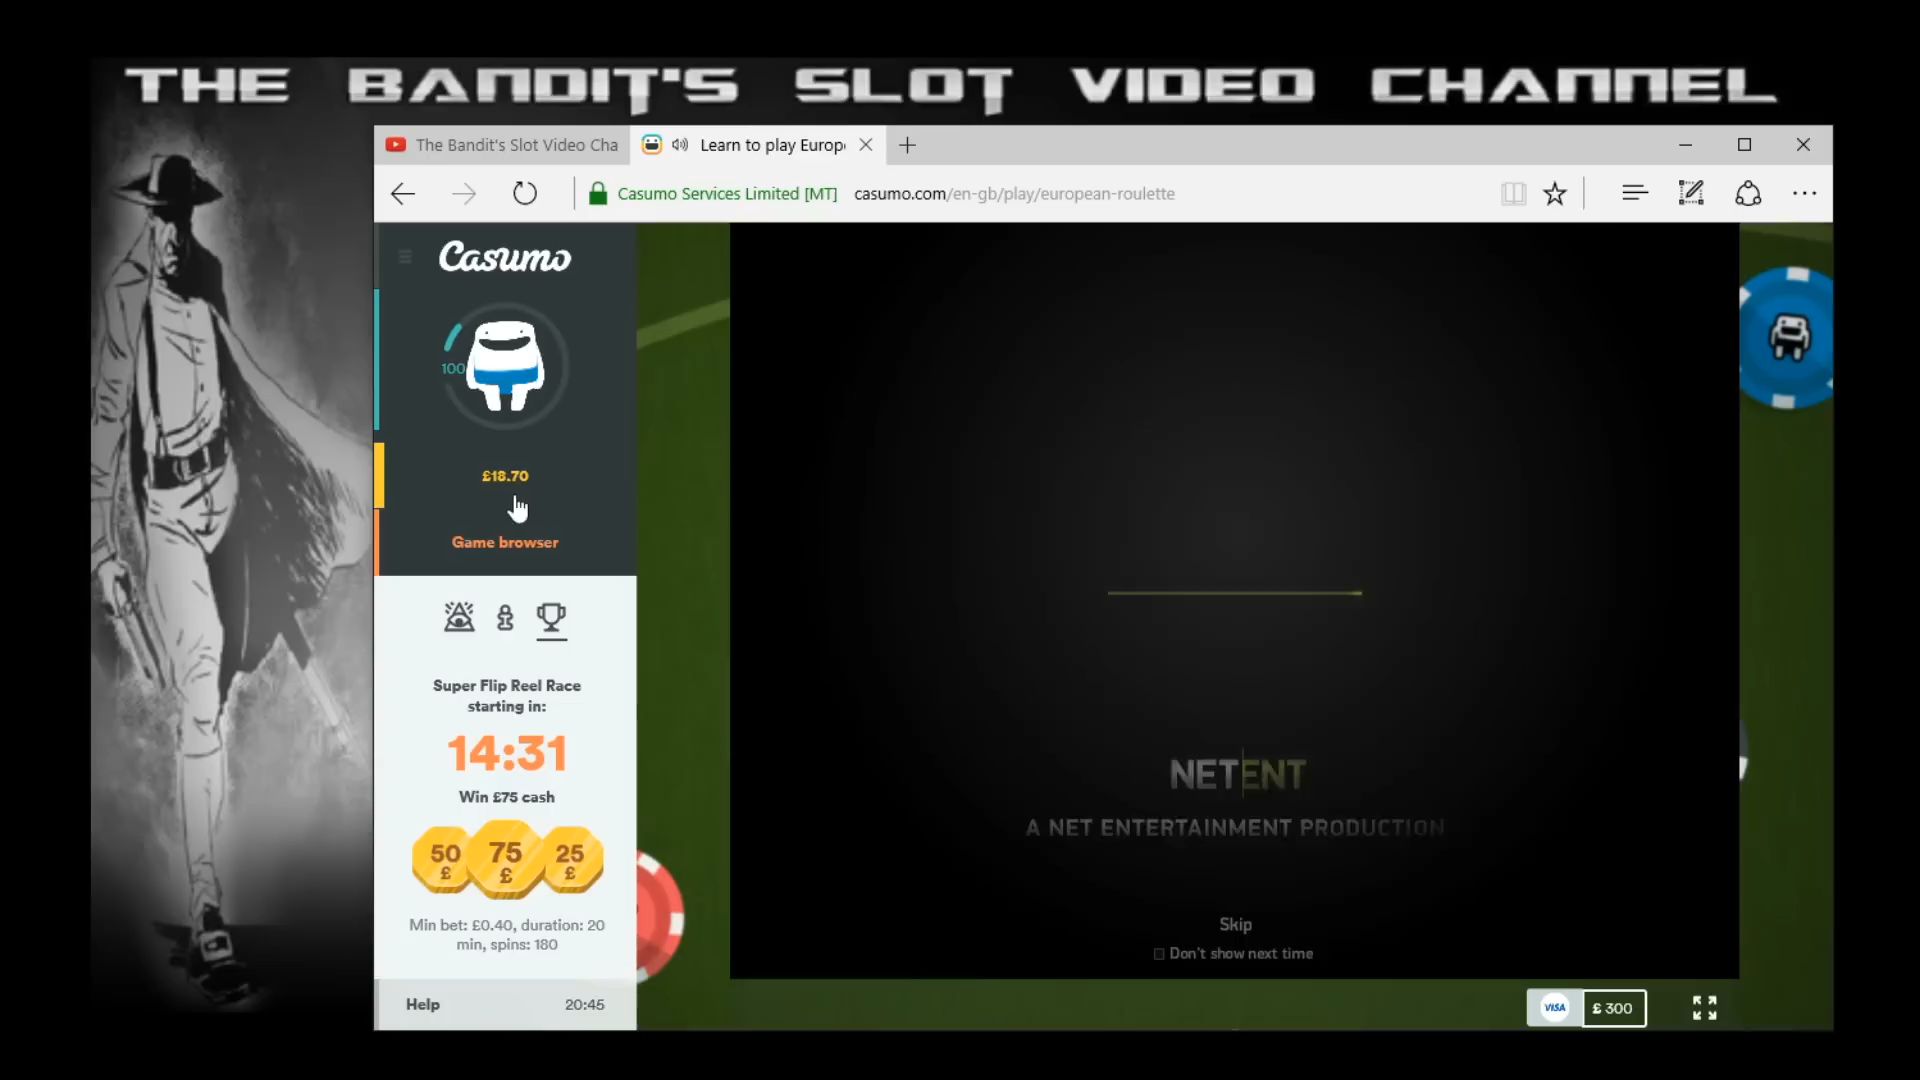 THE BANDIT'S SLOT VIDEO CHANNEL
The Bandit's Slot Video Cha
Learn to play Europ
Casumo Services Limited [MT]
casumo.com/en-gb/play/european-roulette
Casumo
100
£18.70
Game browser
Super Flip Reel Race
starting in:
14:31
Win £75 cash
50 £
75 £
25 £
Min bet: £0.40, duration: 20
min, spins: 180
Help
20:45
NETENT
A NET ENTERTAINMENT PRODUCTION
Skip
Don't show next time
VISA
£ 300